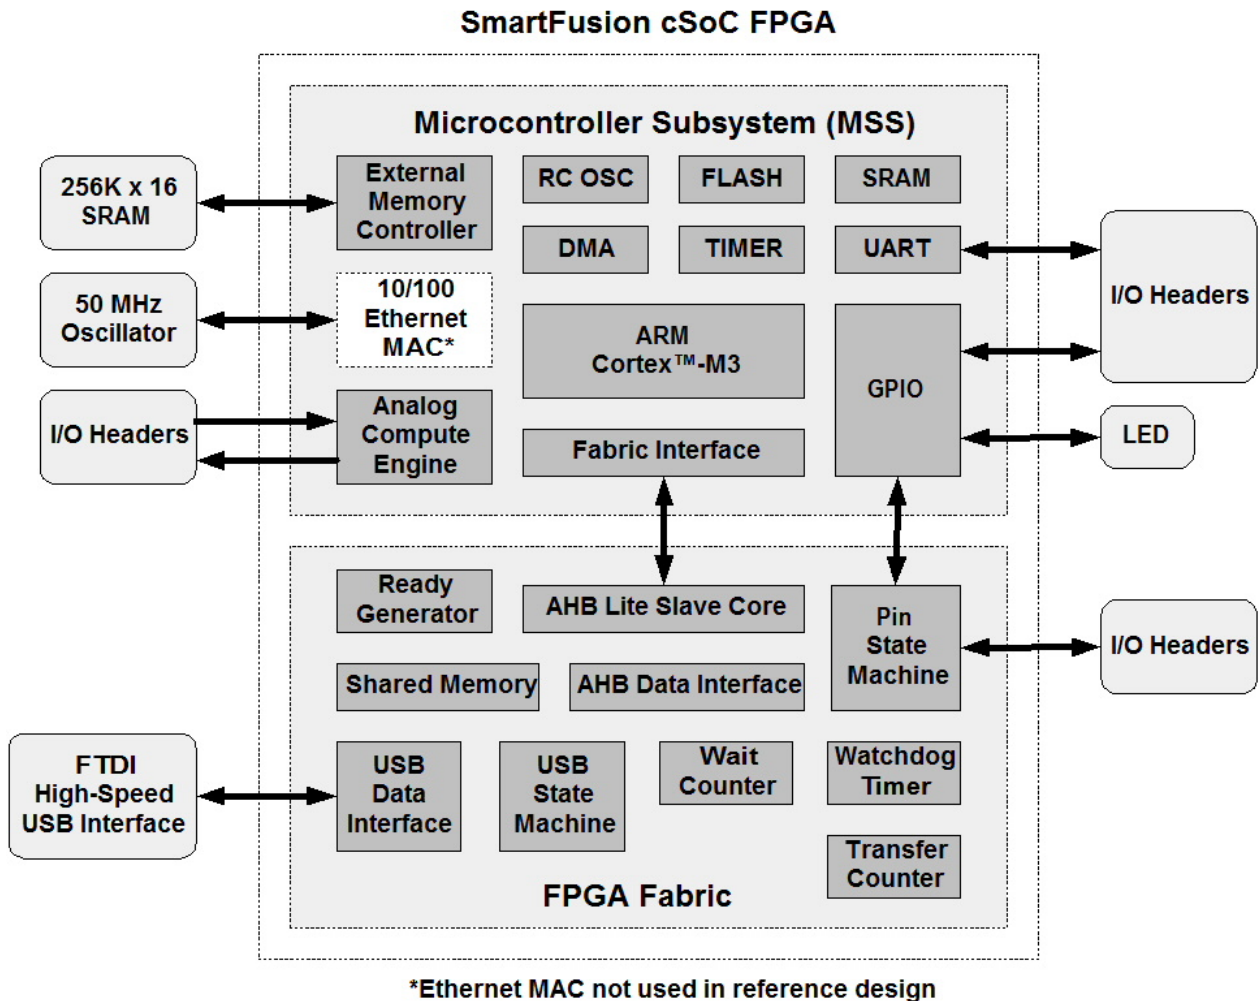 SmartFusion cSoC FPGA
Microcontroller Subsystem (MSS)
256K x 16
SRAM
External
Memory
Controller
RC OSC
FLASH
SRAM
DMA
TIMER
UART
I/O Headers
50 MHz
Oscillator
10/100
Ethernet
MAC*
ARM
Cortex™-M3
GPIO
I/O Headers
Analog
Compute
Engine
Fabric Interface
LED
Ready
Generator
AHB Lite Slave Core
Pin
State
Machine
I/O Headers
Shared Memory
AHB Data Interface
FTDI
High-Speed
USB Interface
USB
Data
Interface
USB
State
Machine
Wait
Counter
Watchdog
Timer
Transfer
Counter
FPGA Fabric
*Ethernet MAC not used in reference design